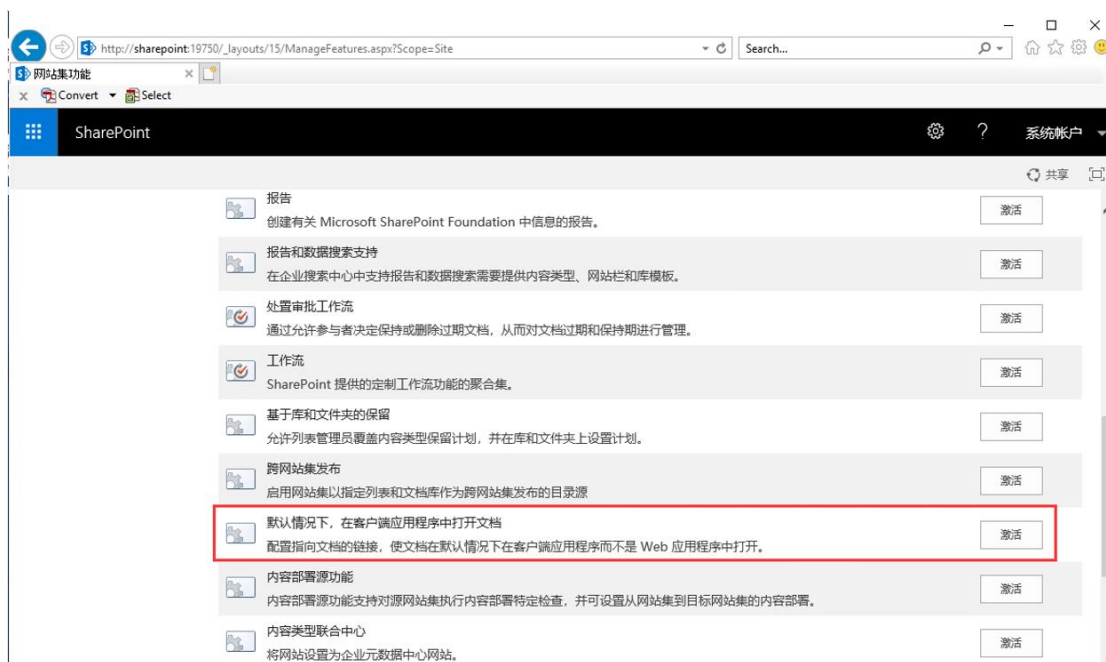 http://sharepoint:19750/_layouts/15/ManageFeatures.aspx?Scope=Site
Search...
网站集功能
Convert
Select
SharePoint
系统帐户
共享
报告
创建有关 Microsoft SharePoint Foundation 中信息的报告。
激活
报告和数据搜索支持
在企业搜索中心中支持报告和数据搜索需要提供内容类型、网站栏和库模板。
激活
处置审批工作流
通过允许参与者决定保持或删除过期文档，从而对文档过期和保持期进行管理。
激活
工作流
SharePoint 提供的定制工作流功能的聚合集。
激活
基于库和文件夹的保留
允许列表管理员覆盖内容类型保留计划，并在库和文件夹上设置计划。
激活
跨网站集发布
启用网站集以指定列表和文档库作为跨网站集发布的目录源
激活
默认情况下，在客户端应用程序中打开文档
配置指向文档的链接，使文档在默认情况下在客户端应用程序而不是 Web 应用程序中打开。
激活
内容部署源功能
内容部署源功能支持对源网站集执行内容部署特定检查，并可设置从网站集到目标网站集的内容部署。
激活
内容类型联合中心
将网站设置为企业元数据中心网站。
激活